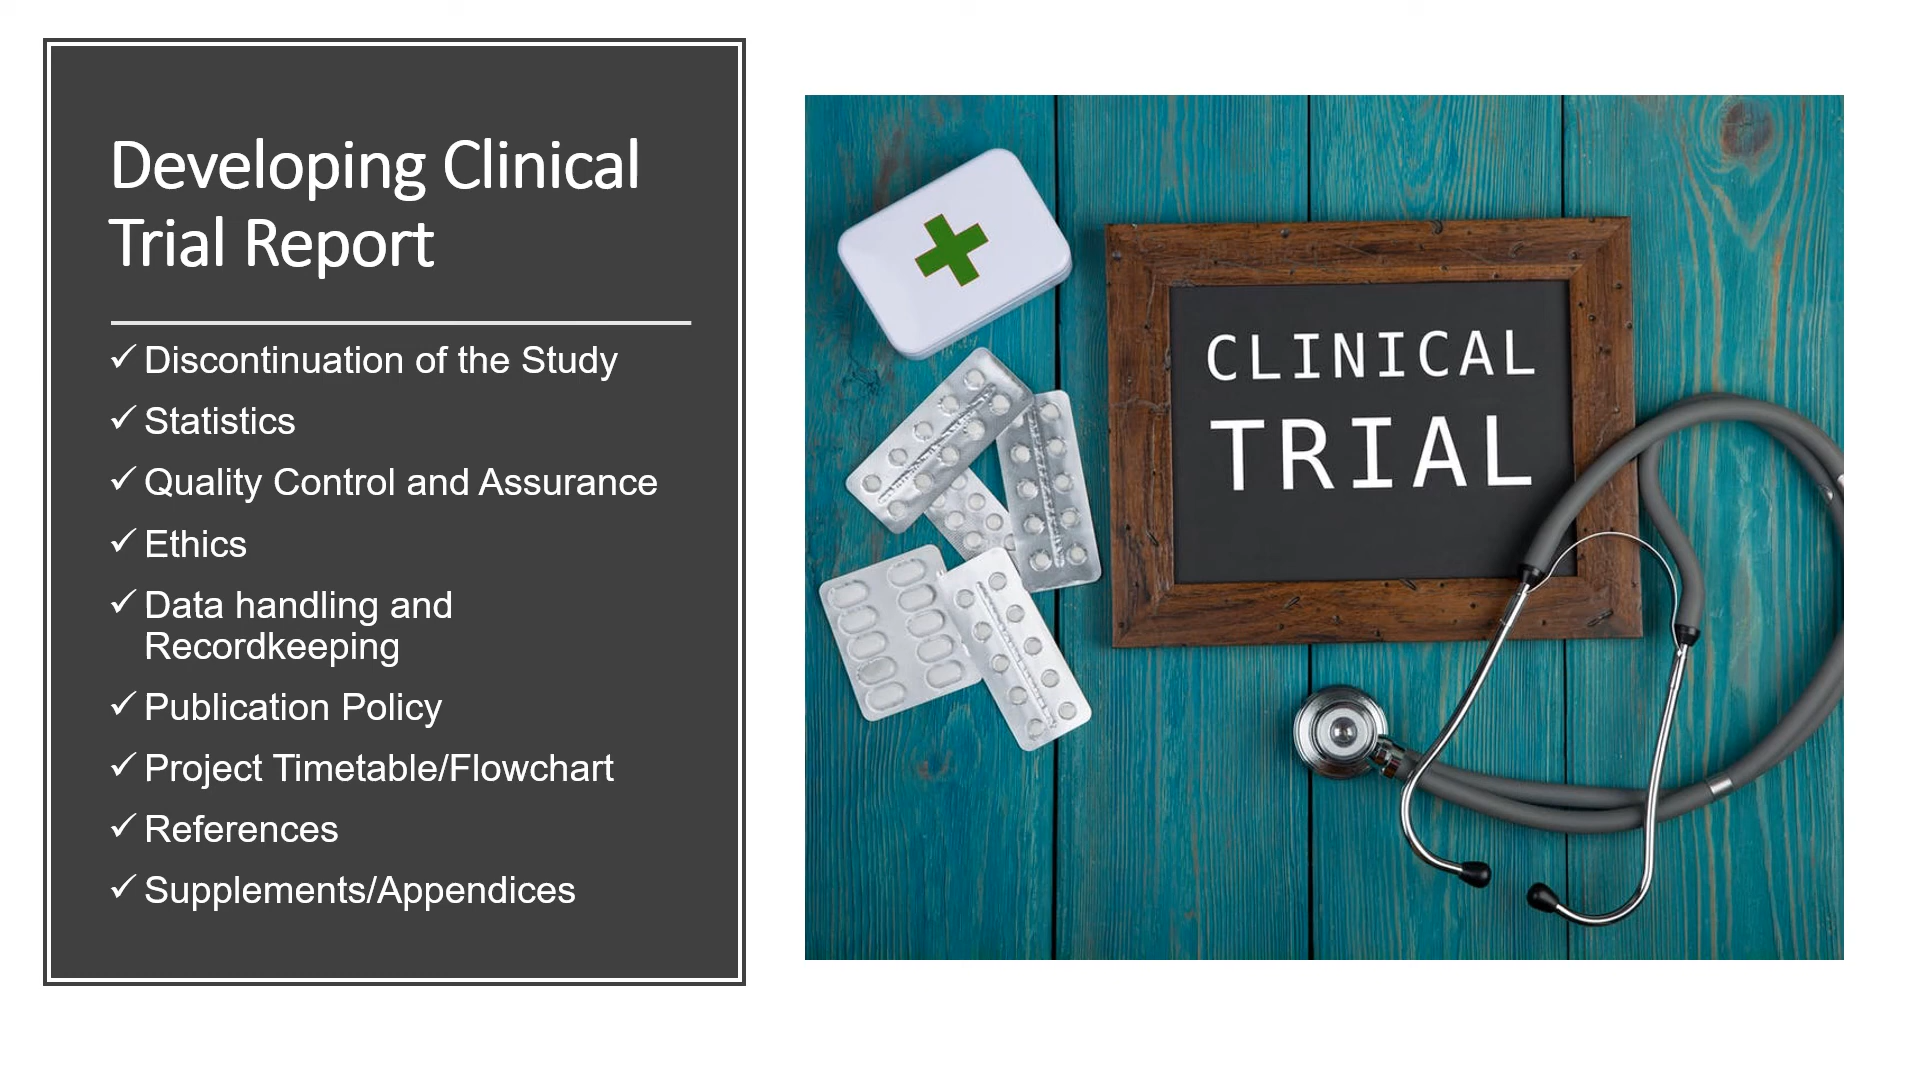 Developing Clinical
Trial Report
✓ Discontinuation of the Study
✓ Statistics
✓ Quality Control and Assurance
✓ Ethics
✓ Data handling and
Recordkeeping
✓ Publication Policy
✓ Project Timetable/Flowchart
✓ References
✓ Supplements/Appendices
CLINICAL
TRIAL